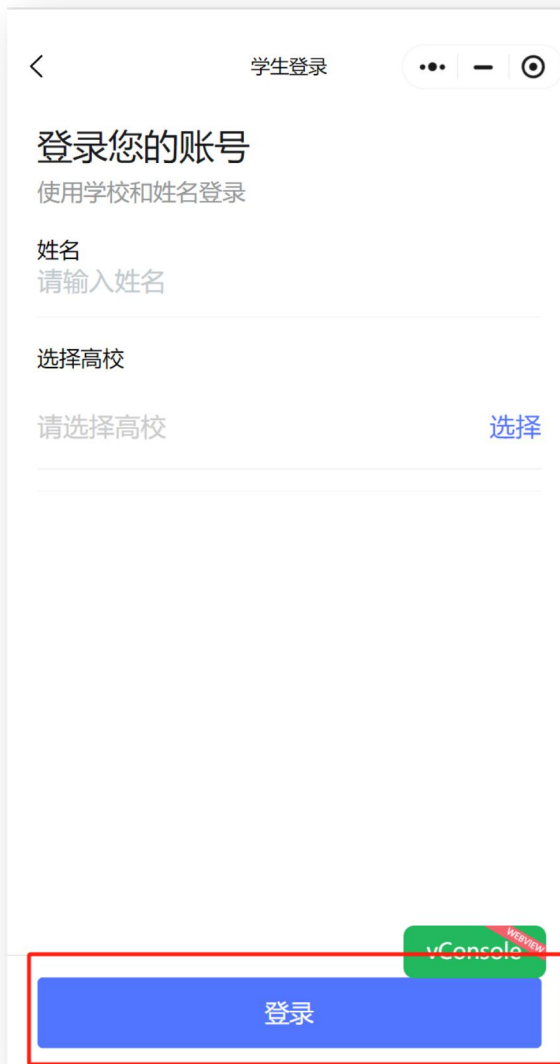 学生登录
登录您的账号
使用学校和姓名登录
姓名
请输入姓名
选择高校
请选择高校 选择
WEBVIEW
vConsole
登录